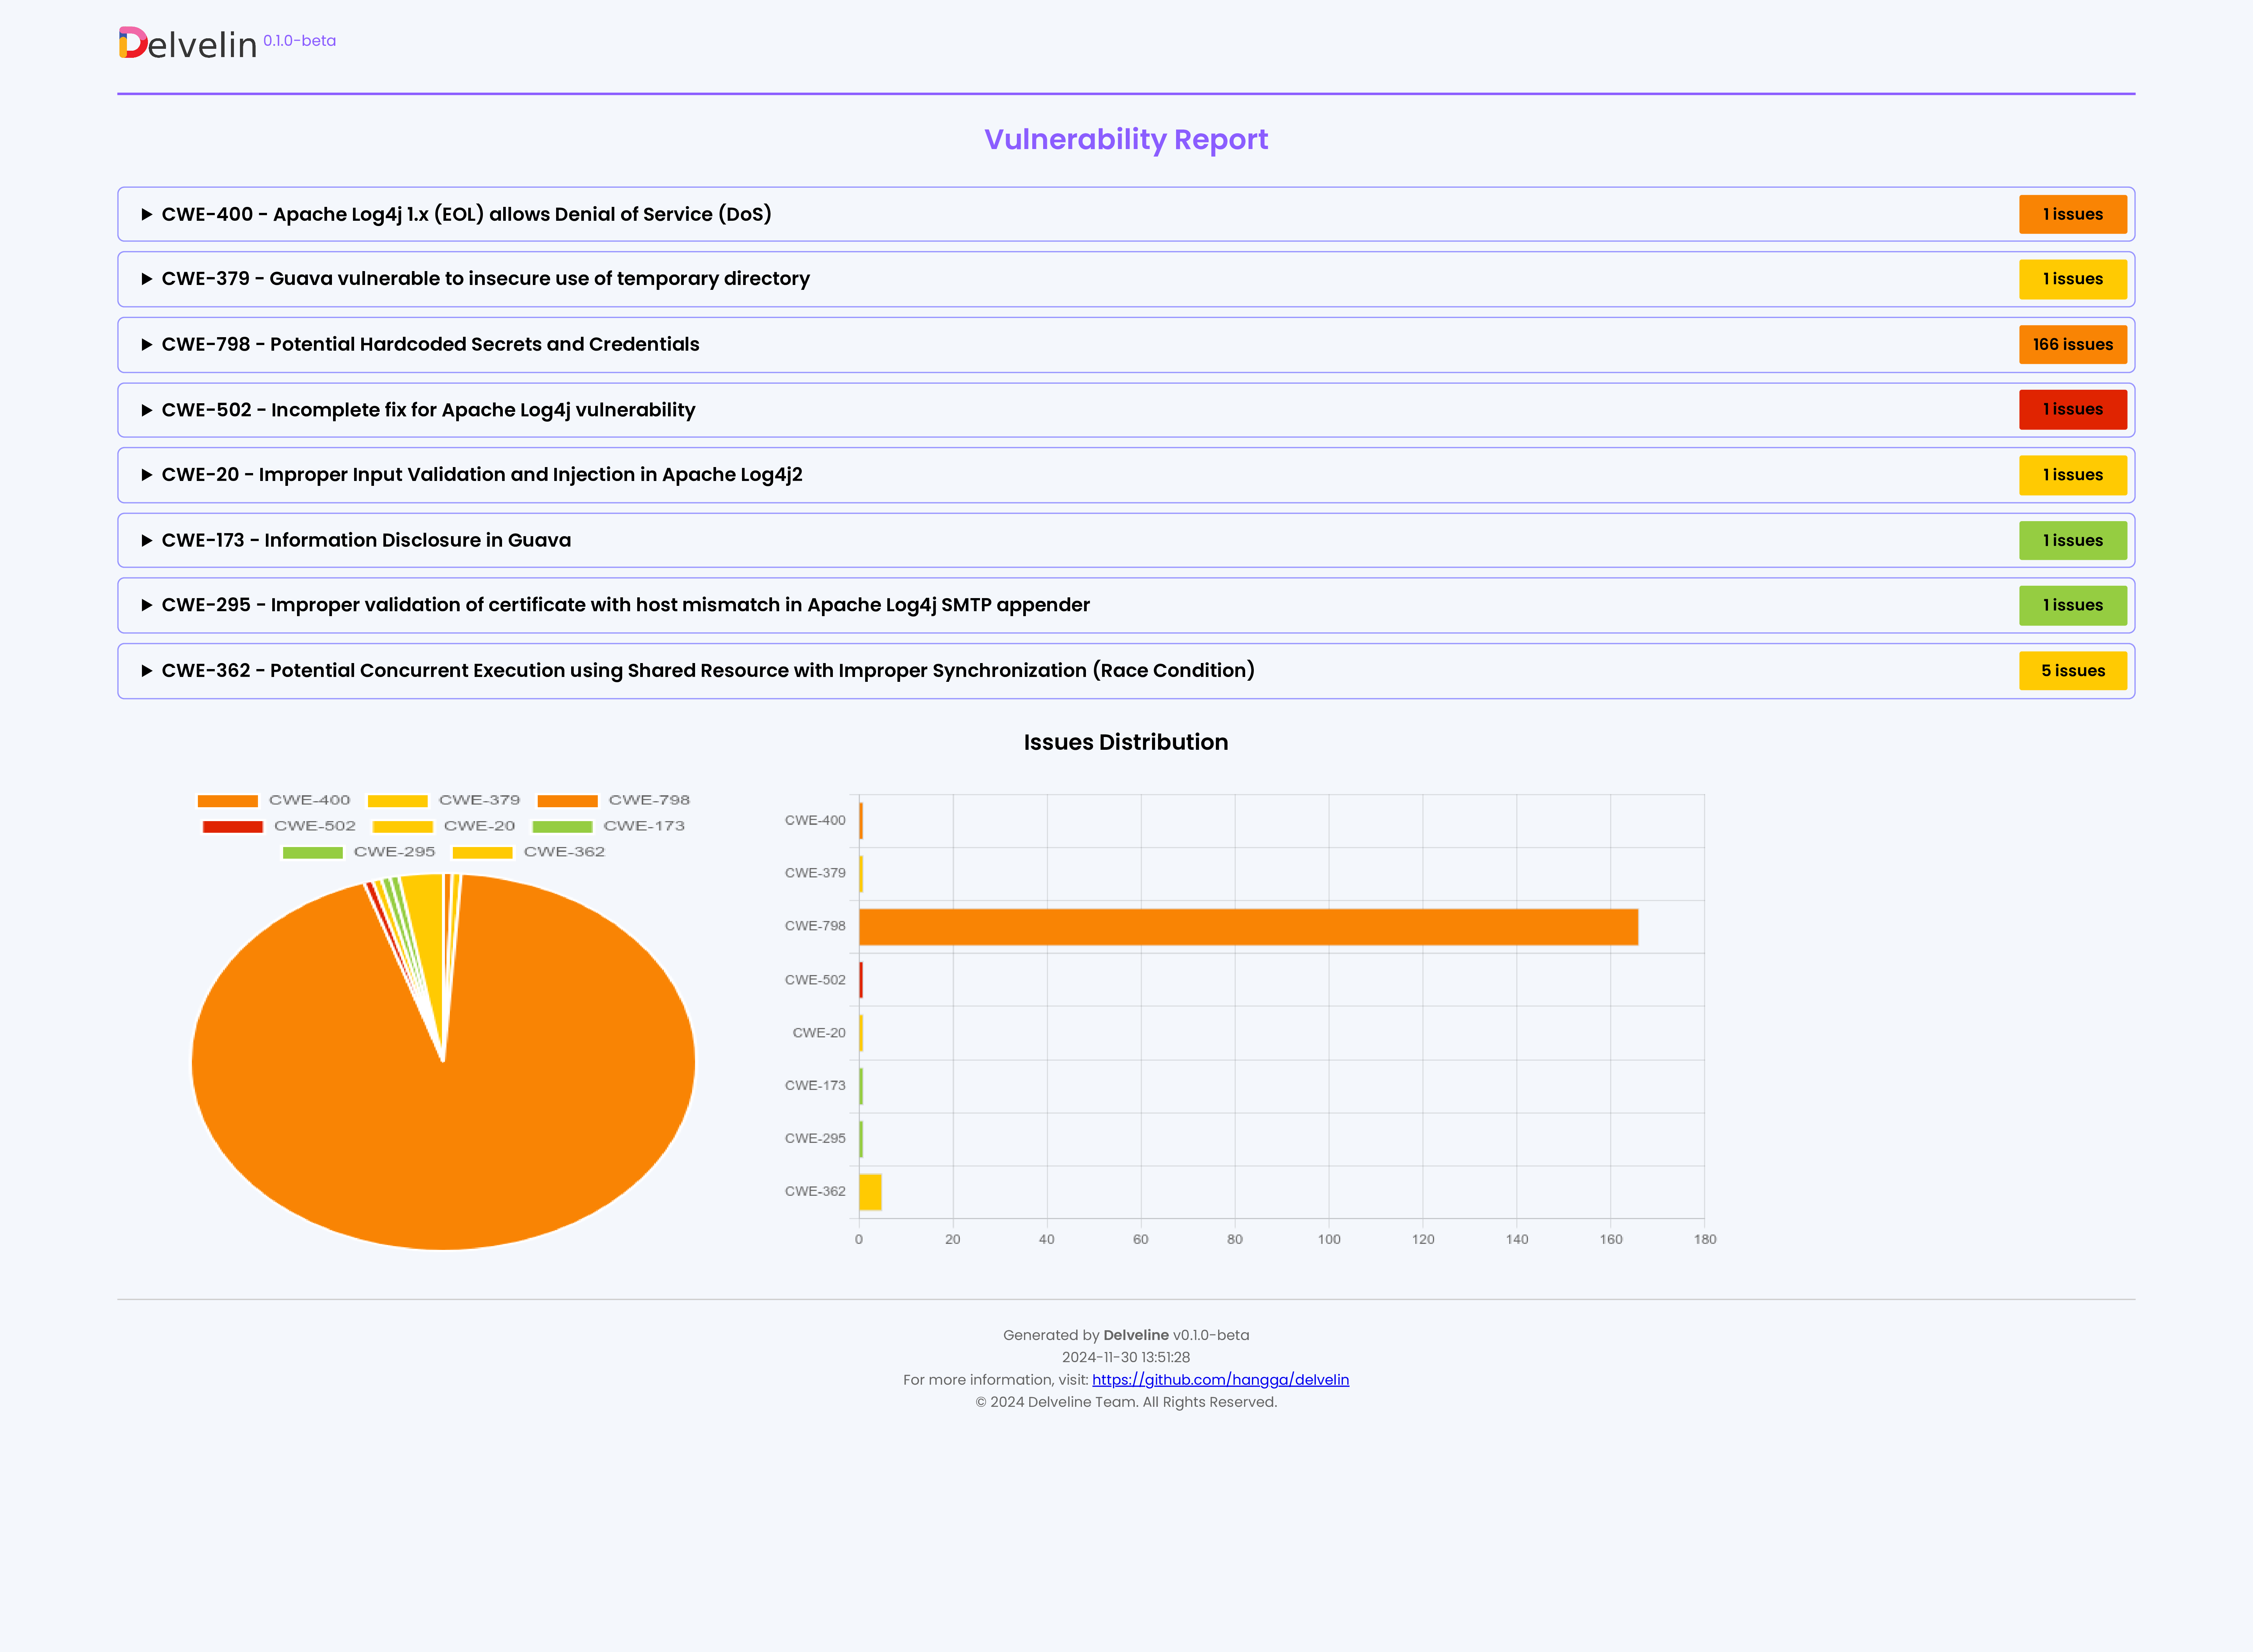 Delvelin 0.1.0-beta
Vulnerability Report
CWE-400 - Apache Log4j 1.x (EOL) allows Denial of Service (DoS) 1 issues
CWE-379 - Guava vulnerable to insecure use of temporary directory 1 issues
CWE-798 - Potential Hardcoded Secrets and Credentials 166 issues
CWE-502 - Incomplete fix for Apache Log4j vulnerability 1 issues
CWE-20 - Improper Input Validation and Injection in Apache Log4j2 1 issues
CWE-173 - Information Disclosure in Guava 1 issues
CWE-295 - Improper validation of certificate with host mismatch in Apache Log4j SMTP appender 1 issues
CWE-362 - Potential Concurrent Execution using Shared Resource with Improper Synchronization (Race Condition) 5 issues
Issues Distribution
CWE-400 CWE-379 CWE-798
CWE-502 CWE-20 CWE-173
CWE-295 CWE-362
CWE-400
CWE-379
CWE-798
CWE-502
CWE-20
CWE-173
CWE-295
CWE-362
0 20 40 60 80 100 120 140 160 180
Generated by Delveline v0.1.0-beta
2024-11-30 13:51:28
For more information, visit: https://github.com/hangga/delvelin
© 2024 Delveline Team. All Rights Reserved.